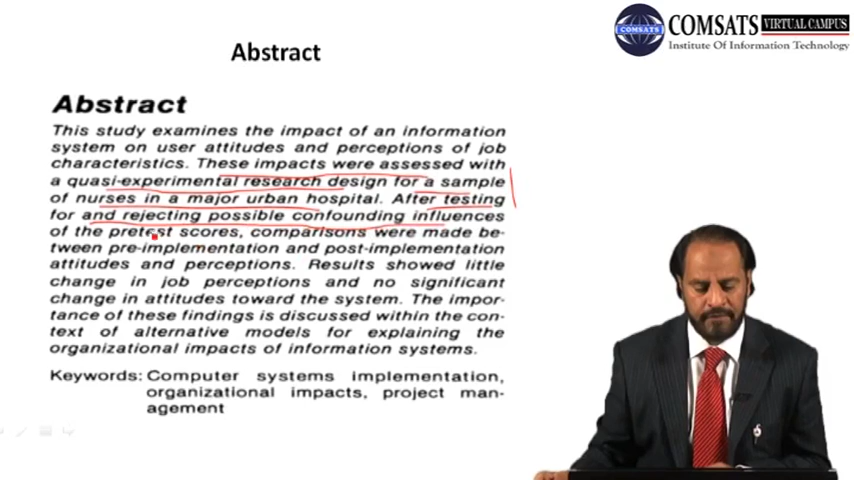 COMSATS VIRTUAL CAMPUS
Institute Of Information Technology
COMSATS
Abstract
Abstract
This study examines the impact of an information
system on user attitudes and perceptions of job
characteristics. These impacts were assessed with
a quasi-experimental research design for a sample
of nurses in a major urban hospital. After testing
for and rejecting possible confounding influences
of the pretest scores, comparisons were made be-
tween pre-implementation and post-implementation
attitudes and perceptions. Results showed little
change in job perceptions and no significant
change in attitudes toward the system. The impor-
tance of these findings is discussed within the con-
text of alternative models for explaining the
organizational impacts of information systems.
Keywords: Computer systems implementation,
organizational impacts, project man-
agement